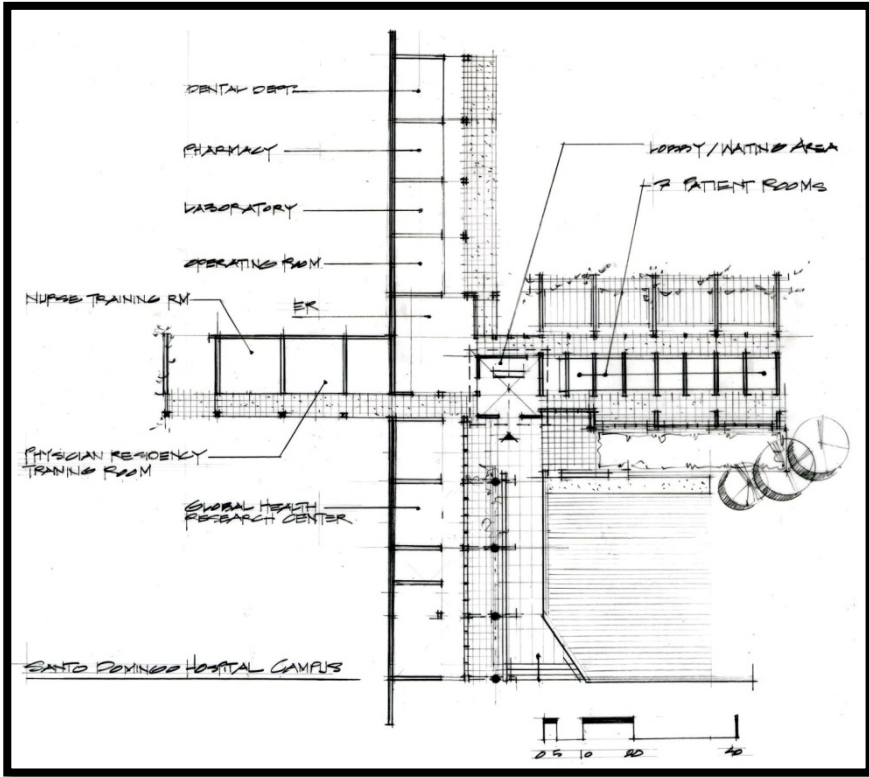 DENTAL DEPT.
PHARMACY
LABORATORY
OPERATING ROOM
NURSE TRAINING RM
ER
LOBBY / WAITING AREA
7 PATIENT ROOMS
PHYSICIAN RESIDENCY
TRAINING ROOM
GLOBAL HEALTH
RESEARCH CENTER
SANTO DOMINGO HOSPITAL CAMPUS
0 5 10 20 40